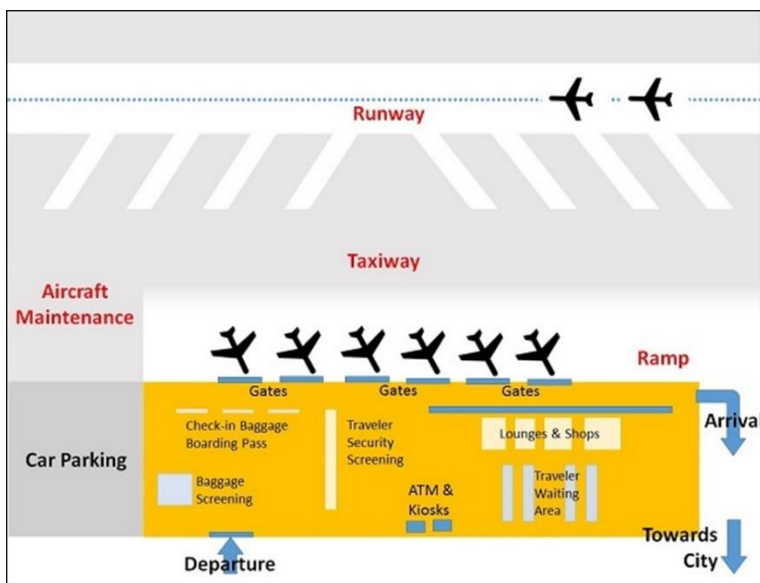 Runway
Taxiway
Aircraft
Maintenance
Ramp
Gates
Gates
Gates
Arrival
Check-in Baggage
Boarding Pass
Traveler
Security
Screening
Lounges & Shops
Car Parking
Baggage
Screening
ATM &
Kiosks
Traveler
Waiting
Area
Departure
Towards
City